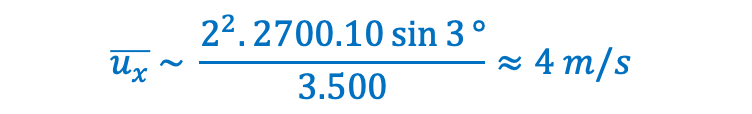 $\overline{u_x} \sim \frac{2^2.2700.10 \sin 3°}{3.500} \approx 4\ m/s$